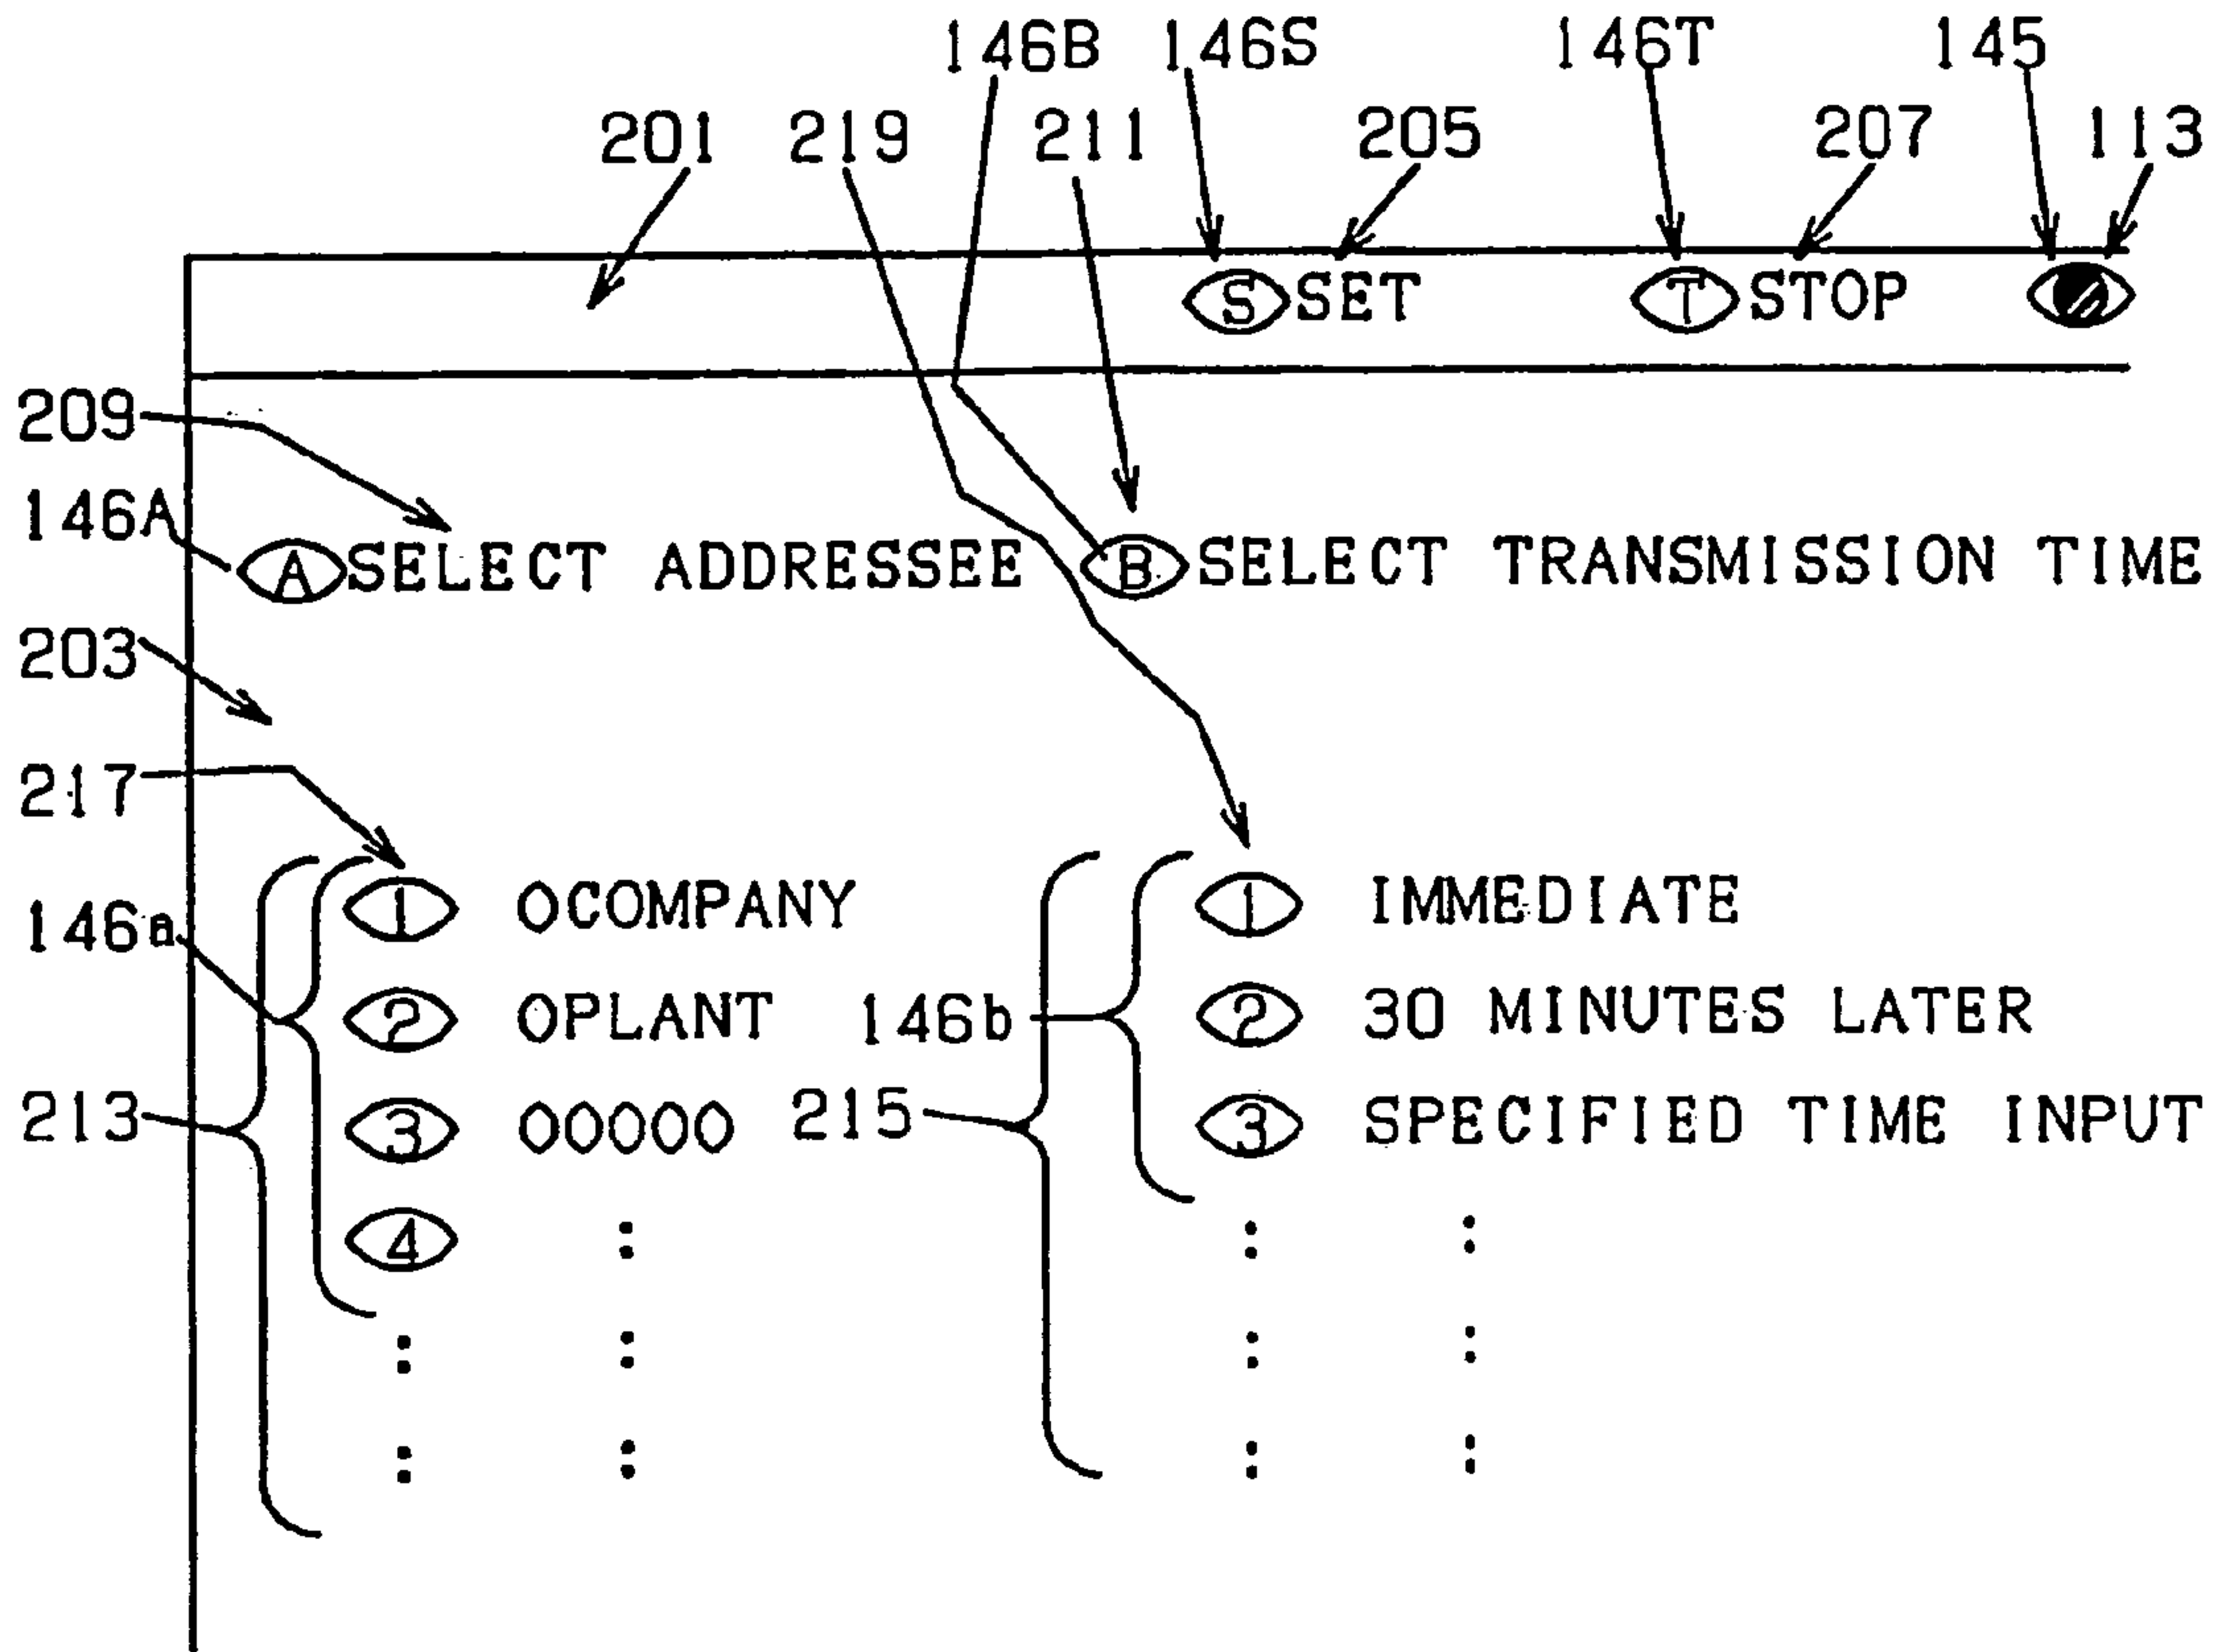 146B 146S 146T 145
201 219 211 205 207 113
S SET T STOP
209
146A
A SELECT ADDRESSEE B SELECT TRANSMISSION TIME
203
217
146a 1 OCOMPANY 1 IMMEDIATE
2 OPLANT 146b 2 30 MINUTES LATER
213 3 OOOOO 215 3 SPECIFIED TIME INPUT
4 : : :
: : : :
: : : :